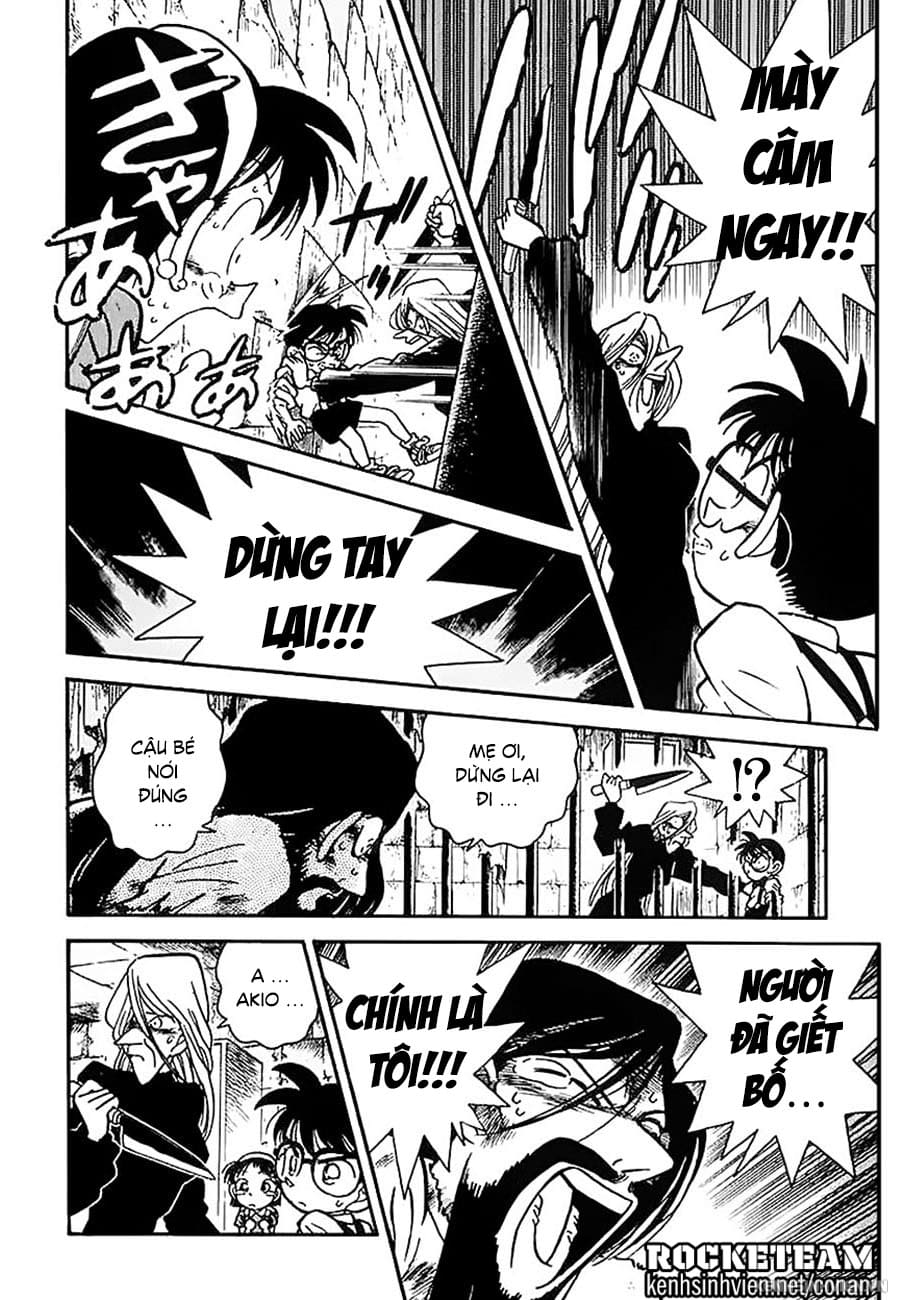 MÀY
CÂM
NGAY!!
きゃ
ああ
ああ
DỪNG TAY
LẠI!!!
!?
MẸ ƠI,
DỪNG LẠI
ĐI ...
CẬU BÉ
NÓI
ĐÚNG
...
NGƯỜI
ĐÃ GIẾT
BỐ...
CHÍNH LÀ
TÔI!!!
A ...
AKIO ...
ROCKETEAM
kenhsinhvien.net/conan